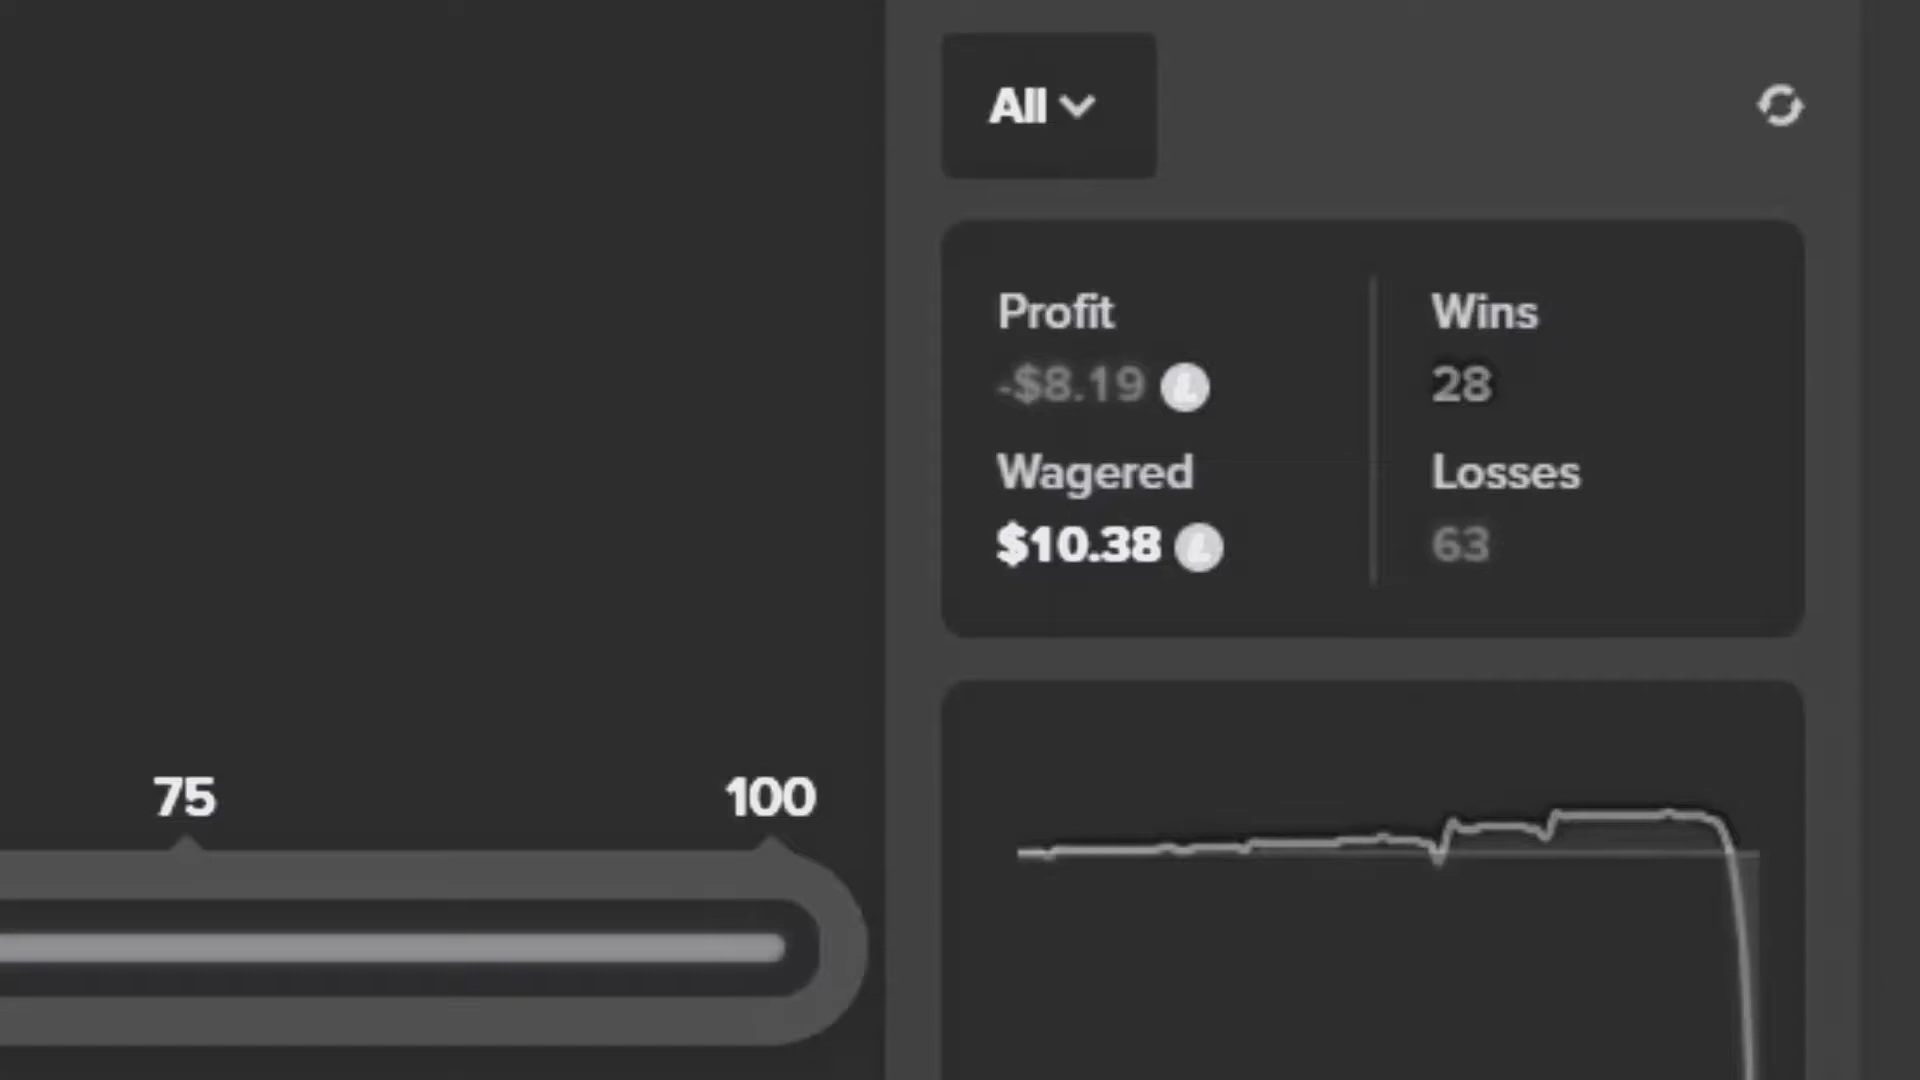 All
Profit
-$8.19
Wagered
$10.38
Wins
28
Losses
63
75
100